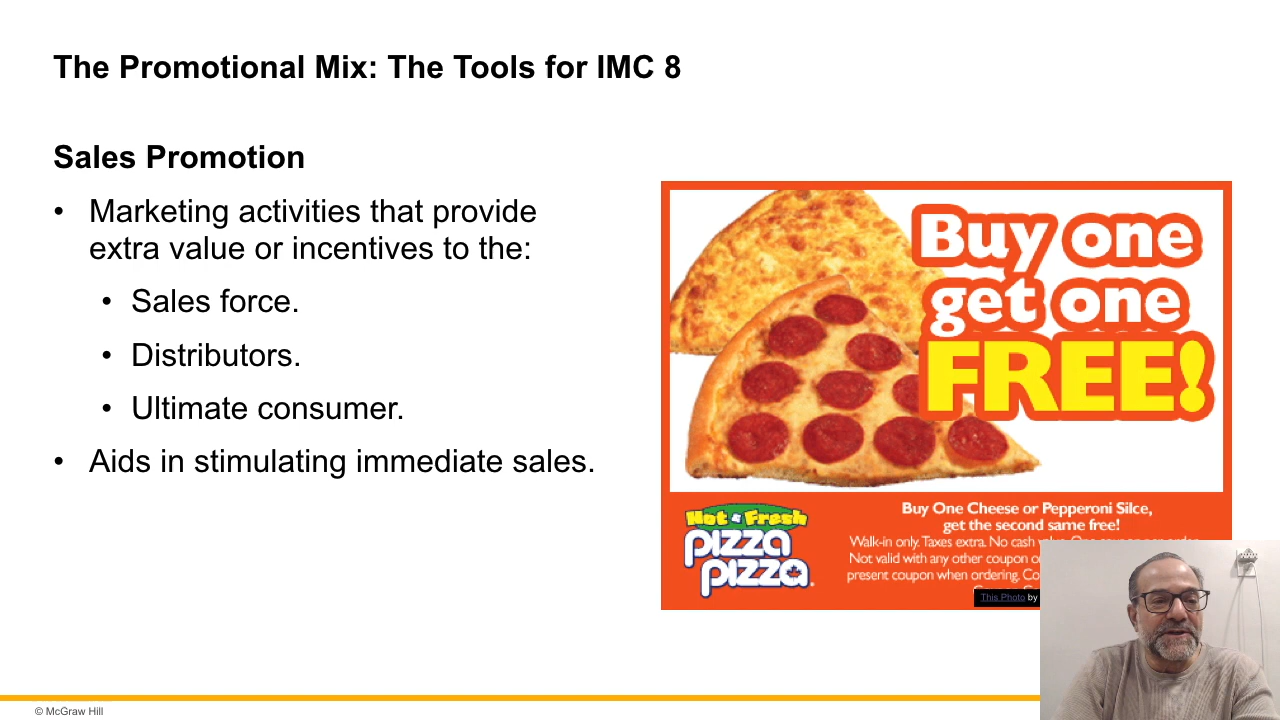 The Promotional Mix: The Tools for IMC 8
Sales Promotion
• Marketing activities that provide
extra value or incentives to the:
• Sales force.
• Distributors.
• Ultimate consumer.
• Aids in stimulating immediate sales.
Buy one
get one
FREE!
Hot & Fresh
pizza
pizza
Buy One Cheese or Pepperoni Silce,
get the second same free!
Walk-in only. Taxes extra. No cash
Not valid with any other coupon
present coupon when ordering.
This Photo by
© McGraw Hill